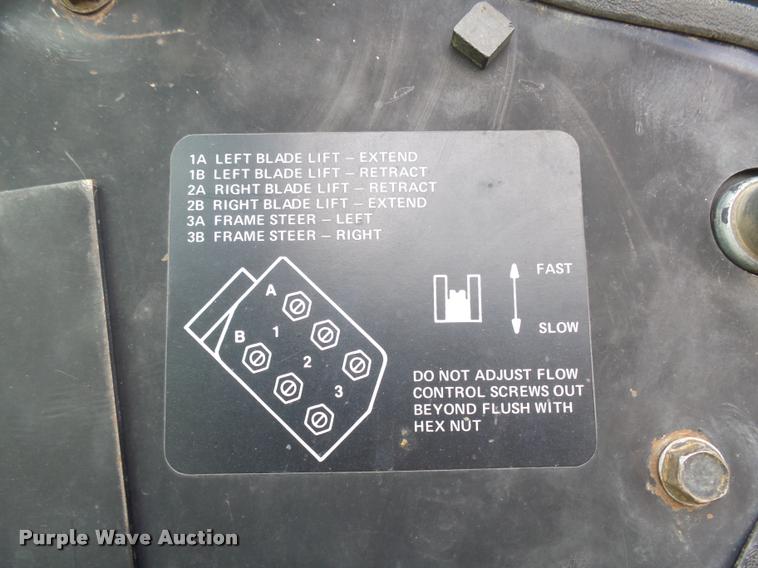 1A LEFT BLADE LIFT – EXTEND
1B LEFT BLADE LIFT – RETRACT
2A RIGHT BLADE LIFT – RETRACT
2B RIGHT BLADE LIFT – EXTEND
3A FRAME STEER – LEFT
3B FRAME STEER – RIGHT
A
B
1
2
3
FAST
SLOW
DO NOT ADJUST FLOW
CONTROL SCREWS OUT
BEYOND FLUSH WITH
HEX NUT
Purple Wave Auction